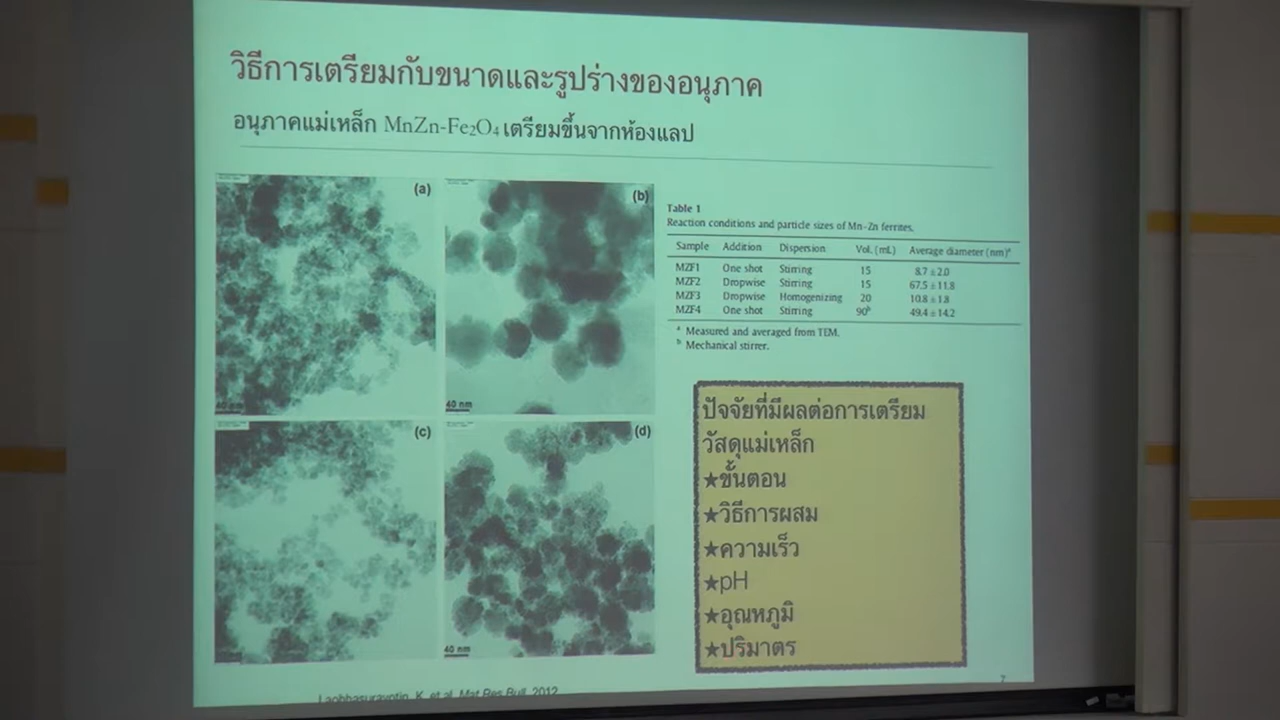 วิธีการเตรียมกับขนาดและรูปร่างของอนุภาค
อนุภาคแม่เหล็ก MnZn-Fe₂O₄ เตรียมขึ้นจากห้องแลป
(a)
(b)
40 nm
(c)
(d)
40 nm
Table 1
Reaction conditions and particle sizes of Mn–Zn ferrites.
Sample Addition Dispersion Vol. (mL) Average diameter (nm)ᵃ
MZF1 One shot Stirring 15 8.7 ± 2.0
MZF2 Dropwise Stirring 15 67.5 ± 11.8
MZF3 Dropwise Homogenizing 20 10.8 ± 1.8
MZF4 One shot Stirring 90ᵇ 49.4 ± 14.2
ᵃ Measured and averaged from TEM.
ᵇ Mechanical stirrer.
ปัจจัยที่มีผลต่อการเตรียม
วัสดุแม่เหล็ก
★ขั้นตอน
★วิธีการผสม
★ความเร็ว
★pH
★อุณหภูมิ
★ปริมาตร
K. et al. Mat Res Bull, 2012
7